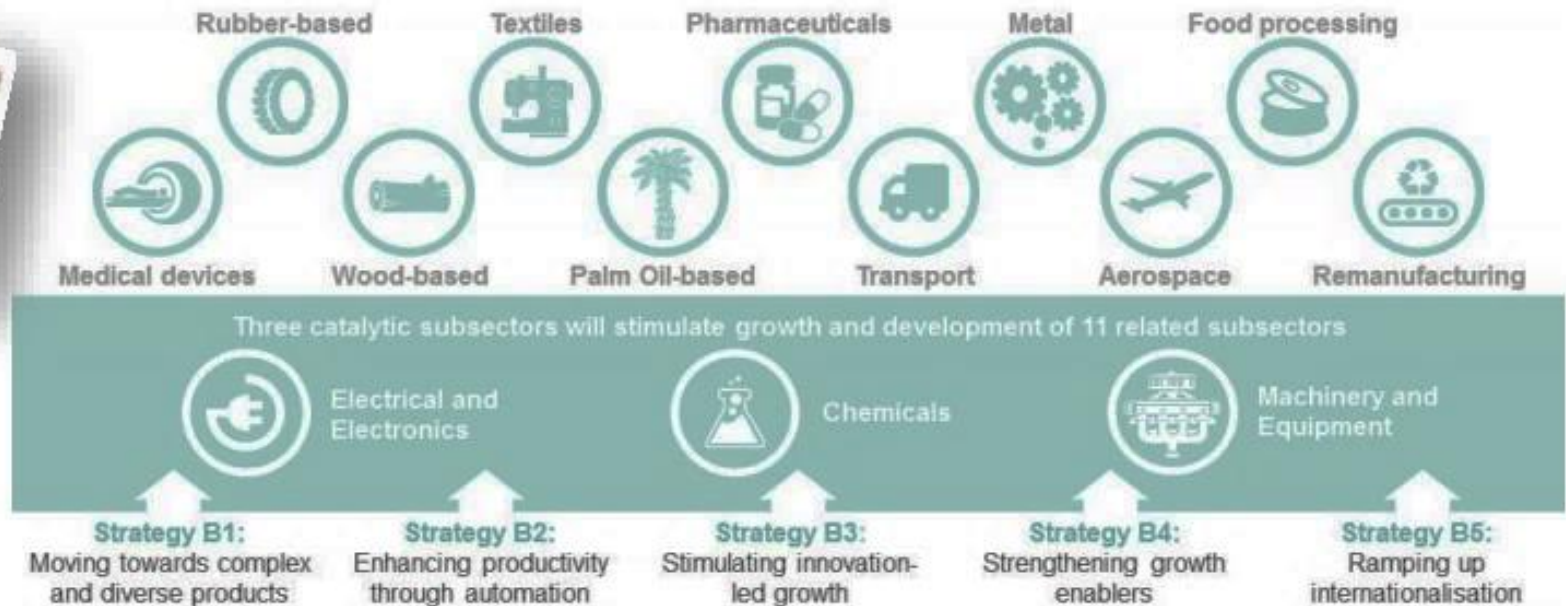 Rubber-based
Textiles
Pharmaceuticals
Metal
Food processing
Medical devices
Wood-based
Palm Oil-based
Transport
Aerospace
Remanufacturing
Three catalytic subsectors will stimulate growth and development of 11 related subsectors
Electrical and
Electronics
Chemicals
Machinery and
Equipment
Strategy B1:
Moving towards complex
and diverse products
Strategy B2:
Enhancing productivity
through automation
Strategy B3:
Stimulating innovation-
led growth
Strategy B4:
Strengthening growth
enablers
Strategy B5:
Ramping up
internationalisation